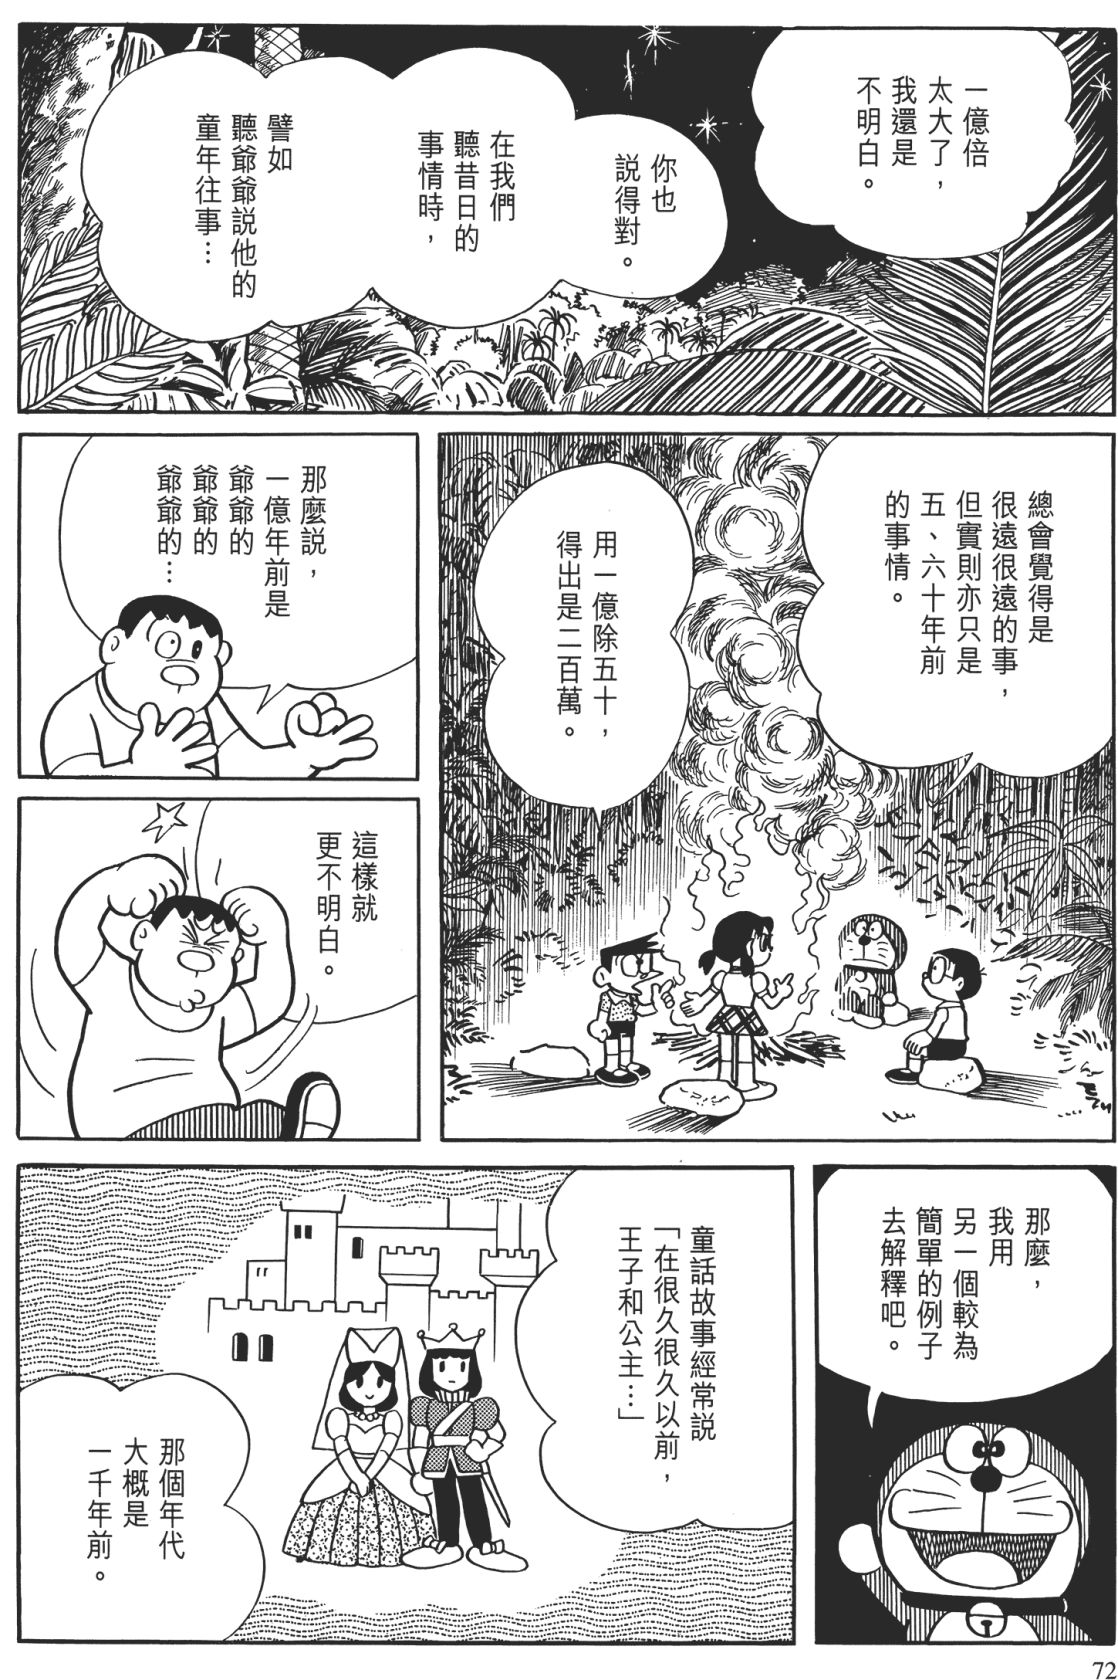 一億倍
太大了，
我還是
不明白。
你也
說得對。
在我們
聽昔日的
事情時，
譬如
聽爺爺說他的
童年往事…
總會覺得是
很遠很遠的事，
但實則亦只是
五、六十年前
的事情。
用一億除五十，
得出是二百萬。
那麼説，
一億年前是
爺爺的
爺爺的
爺爺的…
這樣就
更不明白。
那麼，
我用
另一個較為
簡單的例子
去解釋吧。
童話故事經常說
「在很久很久以前，
王子和公主…」
那個年代
大概是
一千年前。
72